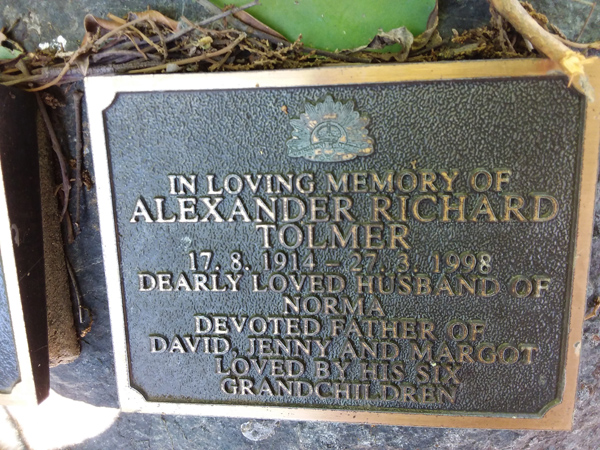 IN LOVING MEMORY OF
ALEXANDER RICHARD
TOLMER
17. 8. 1914 – 27. 3. 1998
DEARLY LOVED HUSBAND OF
NORMA
DEVOTED FATHER OF
DAVID, JENNY AND MARGOT
LOVED BY HIS SIX
GRANDCHILDREN